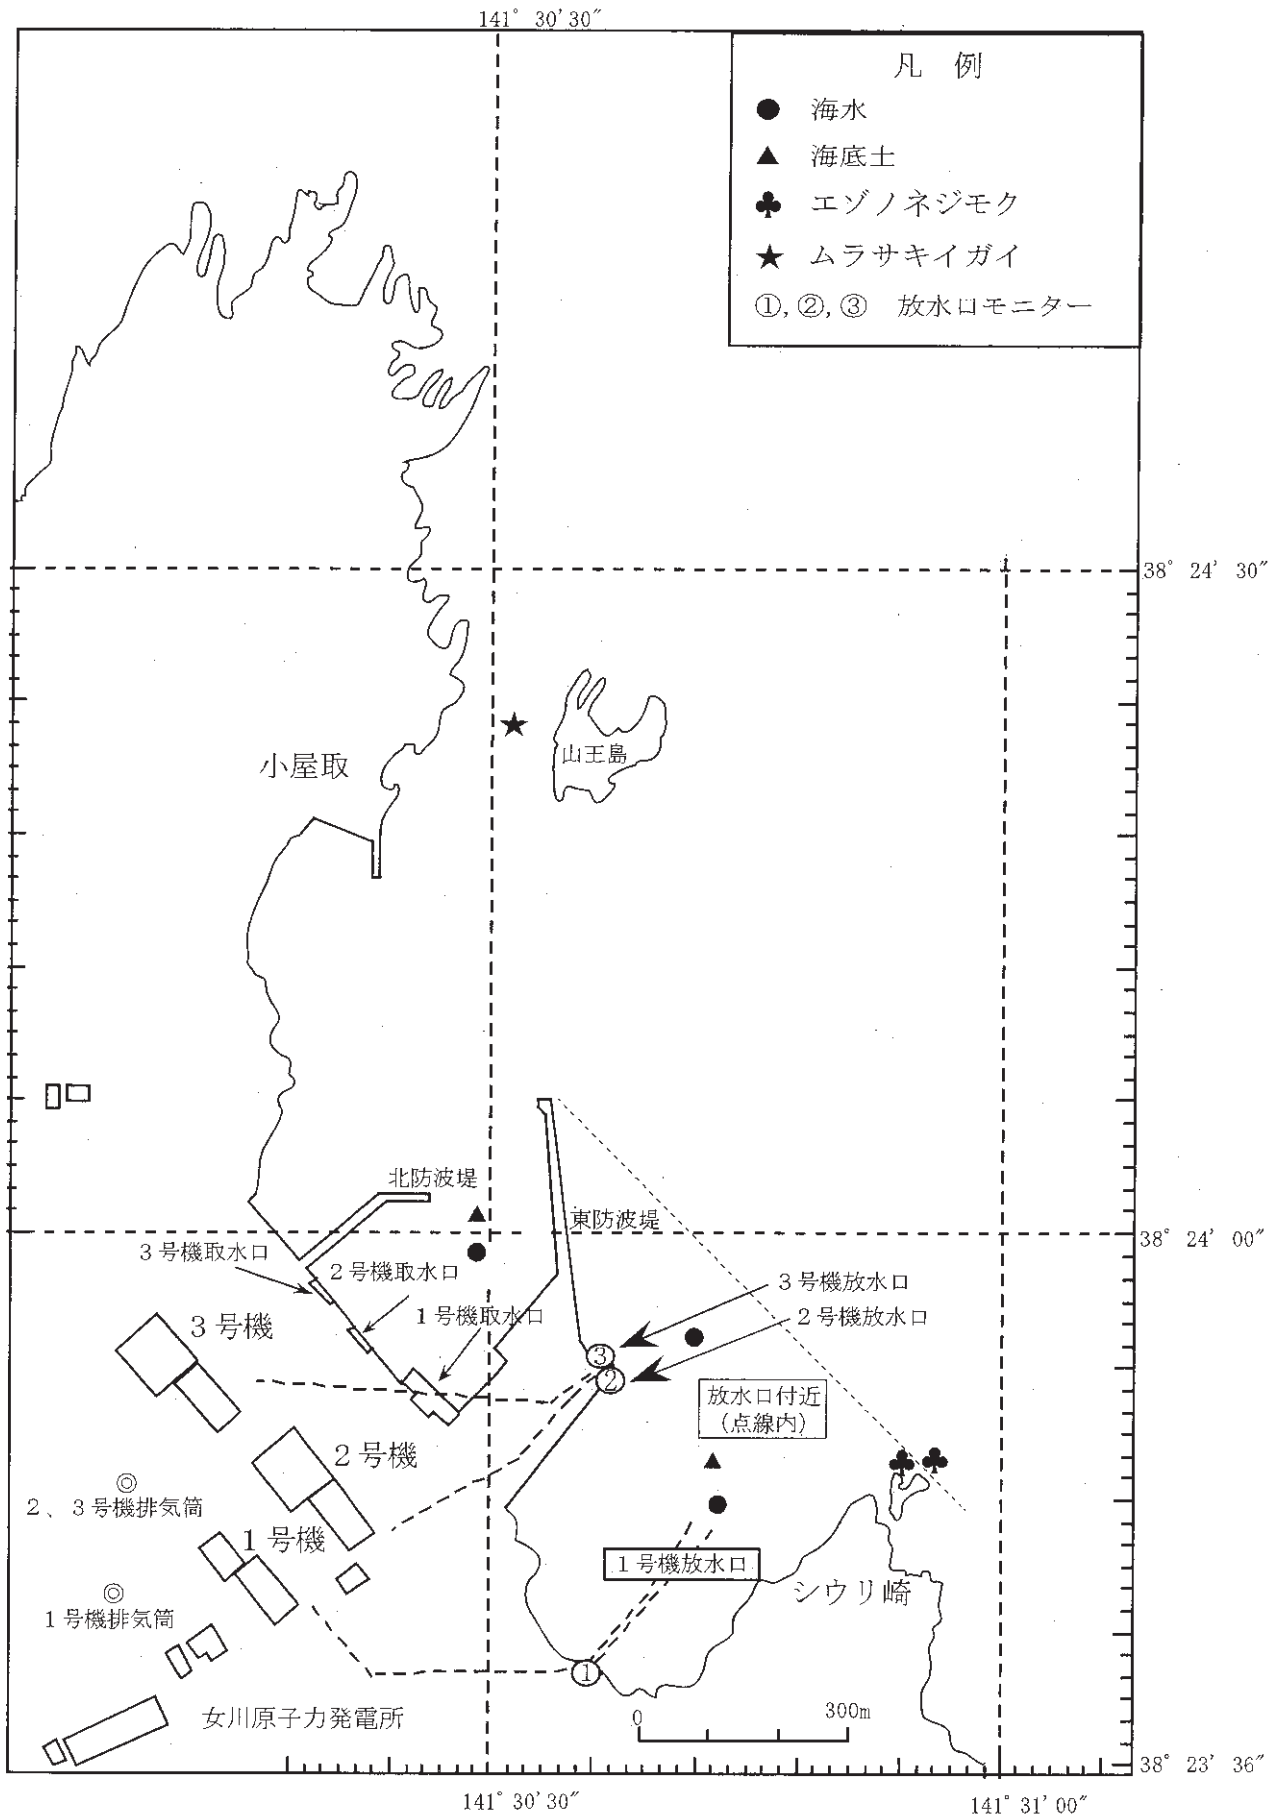 141° 30′30″
凡 例
● 海水
▲ 海底土
♣ エゾノネジモク
★ ムラサキイガイ
①,②,③ 放水口モニター
38° 24′ 30″
小屋取
山王島
北防波堤
東防波堤
38° 24′ 00″
3号機取水口
2号機取水口
1号機取水口
3号機放水口
2号機放水口
3号機
③
②
放水口付近
(点線内)
2号機
2、3号機排気筒
1号機
1号機放水口
シウリ崎
1号機排気筒
①
女川原子力発電所
0 300m
38° 23′ 36″
141° 30′30″
141° 31′00″